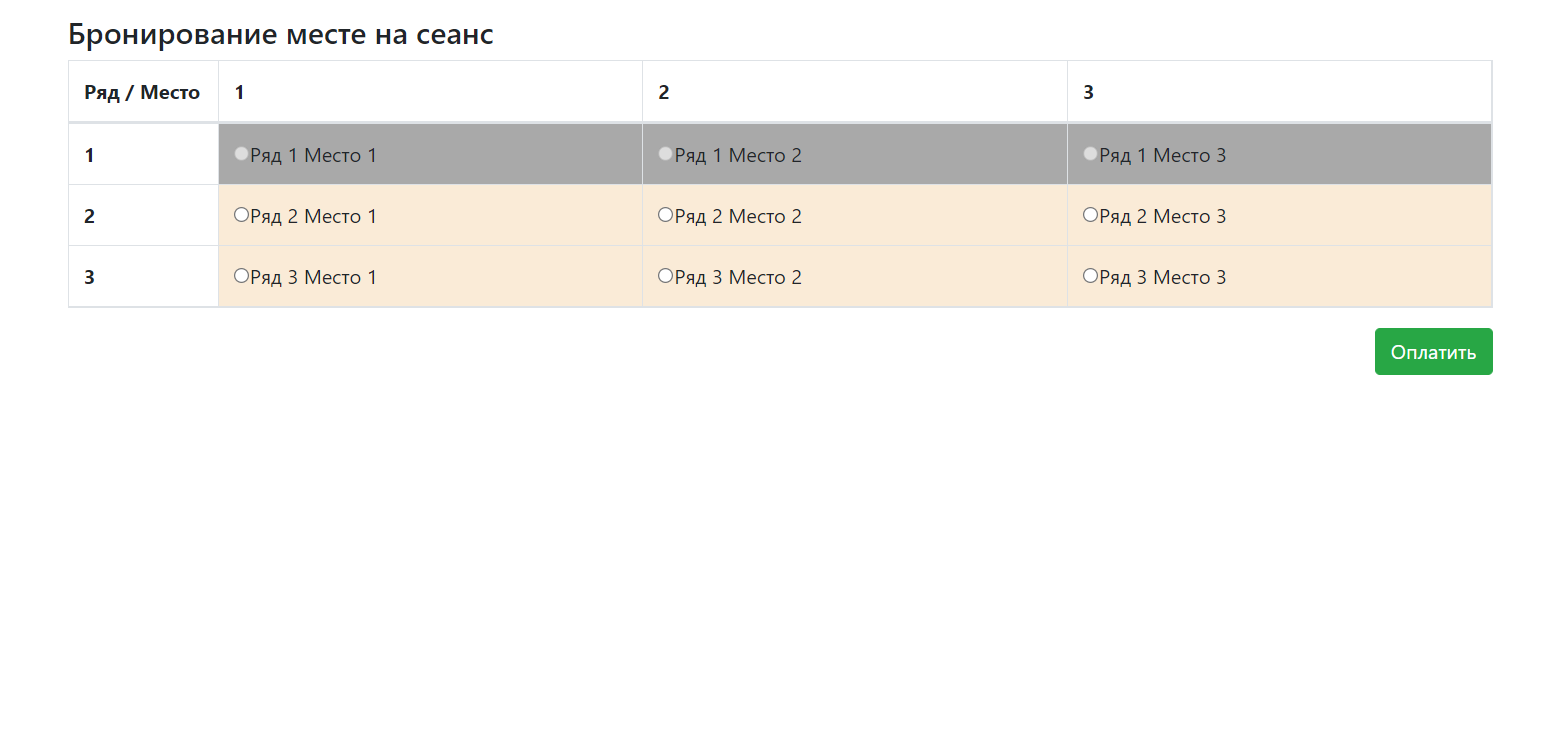 Бронирование месте на сеанс
Ряд / Место 1 2 3
1 Ряд 1 Место 1 Ряд 1 Место 2 Ряд 1 Место 3
2 Ряд 2 Место 1 Ряд 2 Место 2 Ряд 2 Место 3
3 Ряд 3 Место 1 Ряд 3 Место 2 Ряд 3 Место 3
Оплатить